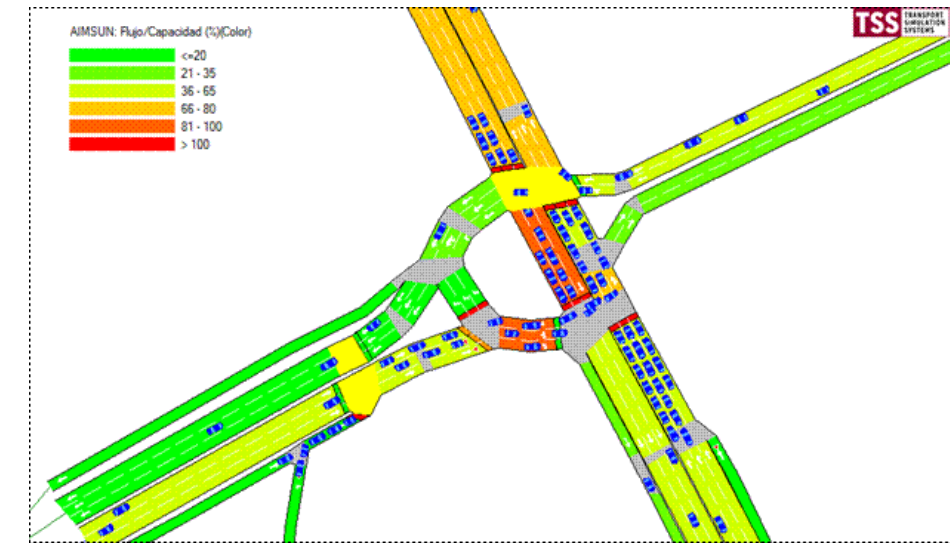 AIMSUN: Flujo/Capacidad (%)(Color)
<=20
21 - 35
36 - 65
66 - 80
81 - 100
> 100
TSS
TRANSPORT
SIMULATION
SYSTEMS